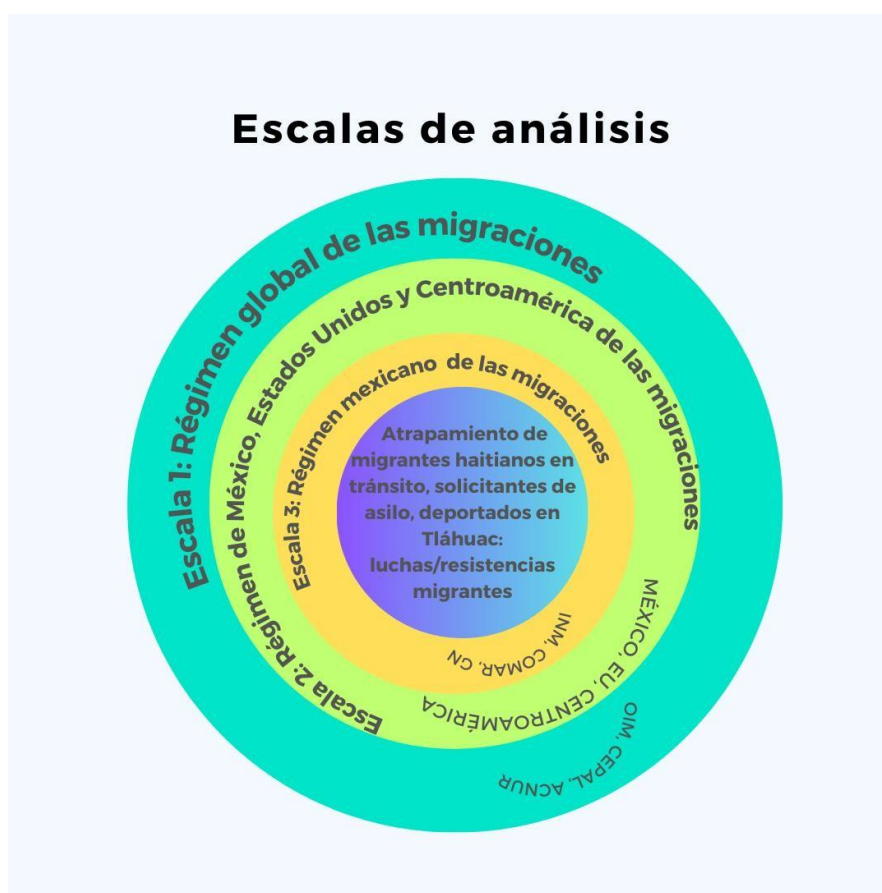 Escalas de análisis
Escala 1: Régimen global de las migraciones
Escala 2: Régimen de México, Estados Unidos y Centroamérica de las migraciones
Escala 3: Régimen mexicano de las migraciones
Atrapamiento de
migrantes haitianos en
tránsito, solicitantes de
asilo, deportados en
Tláhuac:
luchas/resistencias
migrantes
INM, COMAR, GN
MÉXICO, EU, CENTROAMÉRICA
OIM, CEPAL, ACNUR